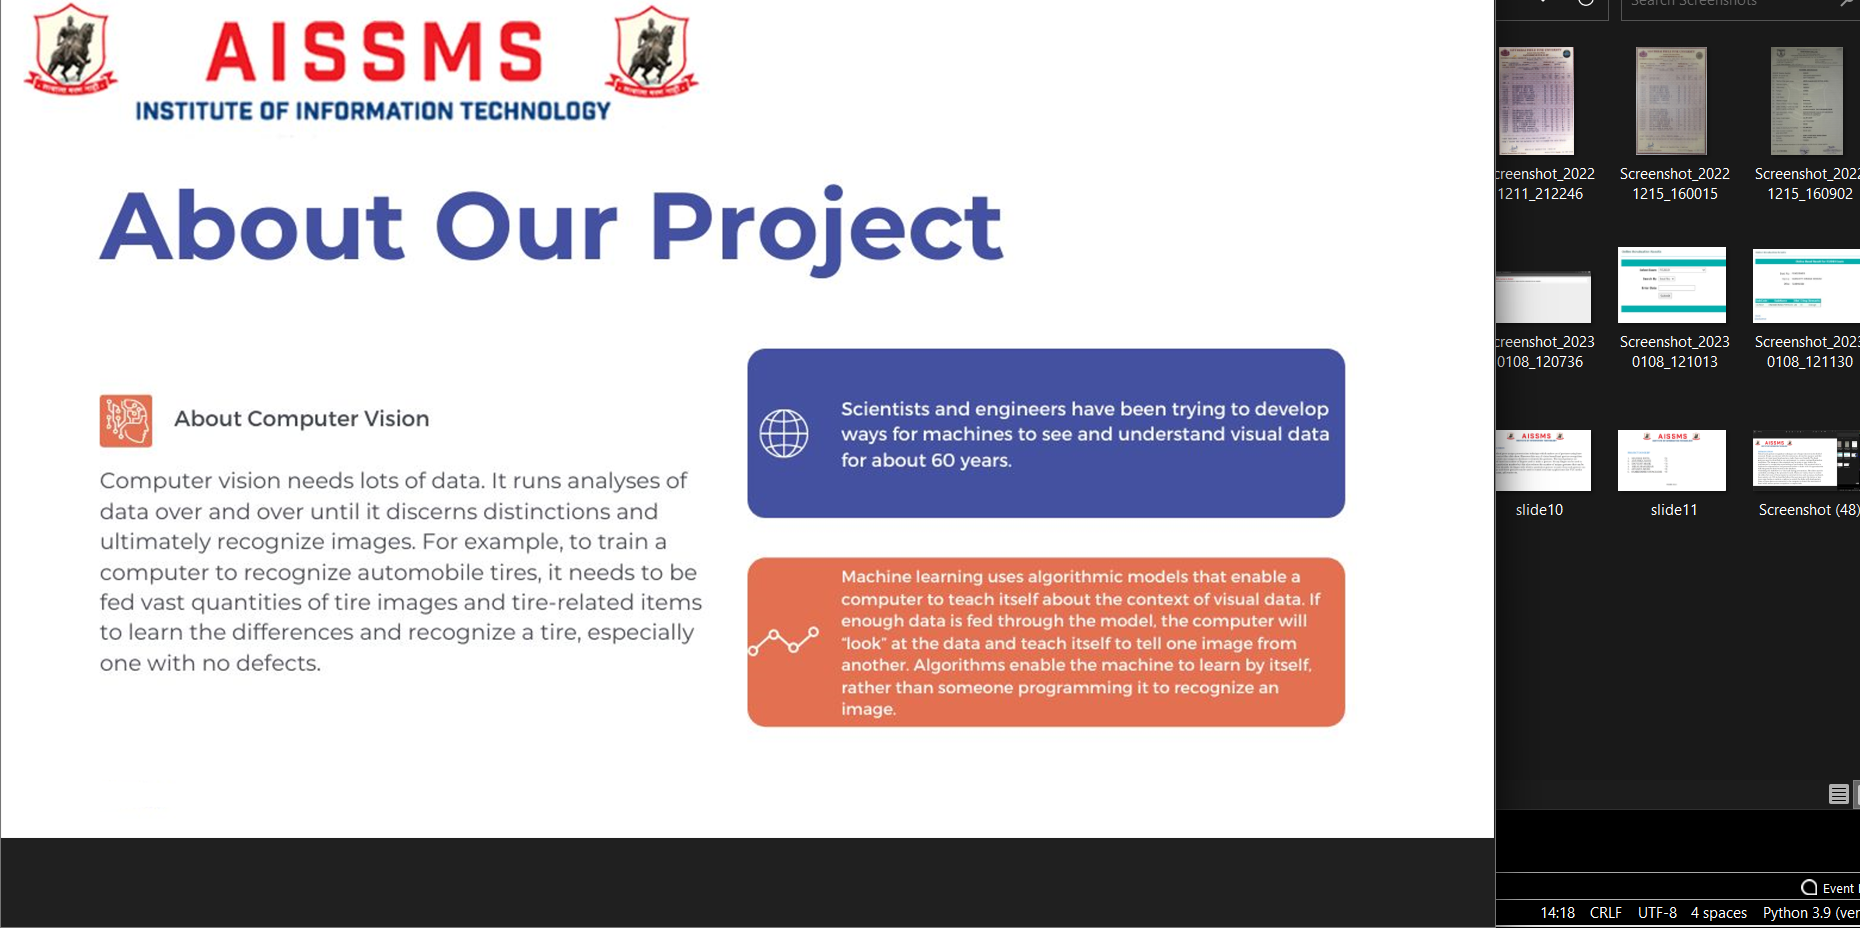 AISSMS
INSTITUTE OF INFORMATION TECHNOLOGY
About Our Project
About Computer Vision
Computer vision needs lots of data. It runs analyses of
data over and over until it discerns distinctions and
ultimately recognize images. For example, to train a
computer to recognize automobile tires, it needs to be
fed vast quantities of tire images and tire-related items
to learn the differences and recognize a tire, especially
one with no defects.
Scientists and engineers have been trying to develop
ways for machines to see and understand visual data
for about 60 years.
Machine learning uses algorithmic models that enable a
computer to teach itself about the context of visual data. If
enough data is fed through the model, the computer will
“look” at the data and teach itself to tell one image from
another. Algorithms enable the machine to learn by itself,
rather than someone programming it to recognize an
image.
Search Screenshots
creenshot_2022
1211_212246
Screenshot_2022
1215_160015
Screenshot_2022
1215_160902
creenshot_2023
0108_120736
Screenshot_2023
0108_121013
Screenshot_2023
0108_121130
AISSMS
slide10
AISSMS
slide11
AISSMS
Screenshot (48)
Event
14:18 CRLF UTF-8 4 spaces Python 3.9 (ver